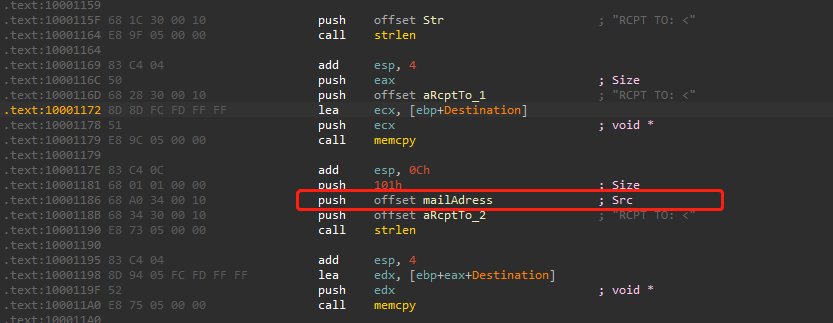 .text:10001159
.text:1000115F 68 1C 30 00 10 push offset Str ; "RCPT TO: <"
.text:10001164 E8 9F 05 00 00 call strlen
.text:10001164
.text:10001169 83 C4 04 add esp, 4
.text:1000116C 50 push eax ; Size
.text:1000116D 68 28 30 00 10 push offset aRcptTo_1 ; "RCPT TO: <"
.text:10001172 8D 8D FC FD FF FF lea ecx, [ebp+Destination]
.text:10001178 51 push ecx ; void *
.text:10001179 E8 9C 05 00 00 call memcpy
.text:10001179
.text:1000117E 83 C4 0C add esp, 0Ch
.text:10001181 68 01 01 00 00 push 101h ; Size
.text:10001186 68 A0 34 00 10 push offset mailAdress ; Src
.text:1000118B 68 34 30 00 10 push offset aRcptTo_2 ; "RCPT TO: <"
.text:10001190 E8 73 05 00 00 call strlen
.text:10001190
.text:10001195 83 C4 04 add esp, 4
.text:10001198 8D 94 05 FC FD FF FF lea edx, [ebp+eax+Destination]
.text:1000119F 52 push edx ; void *
.text:100011A0 E8 75 05 00 00 call memcpy
.text:100011A0